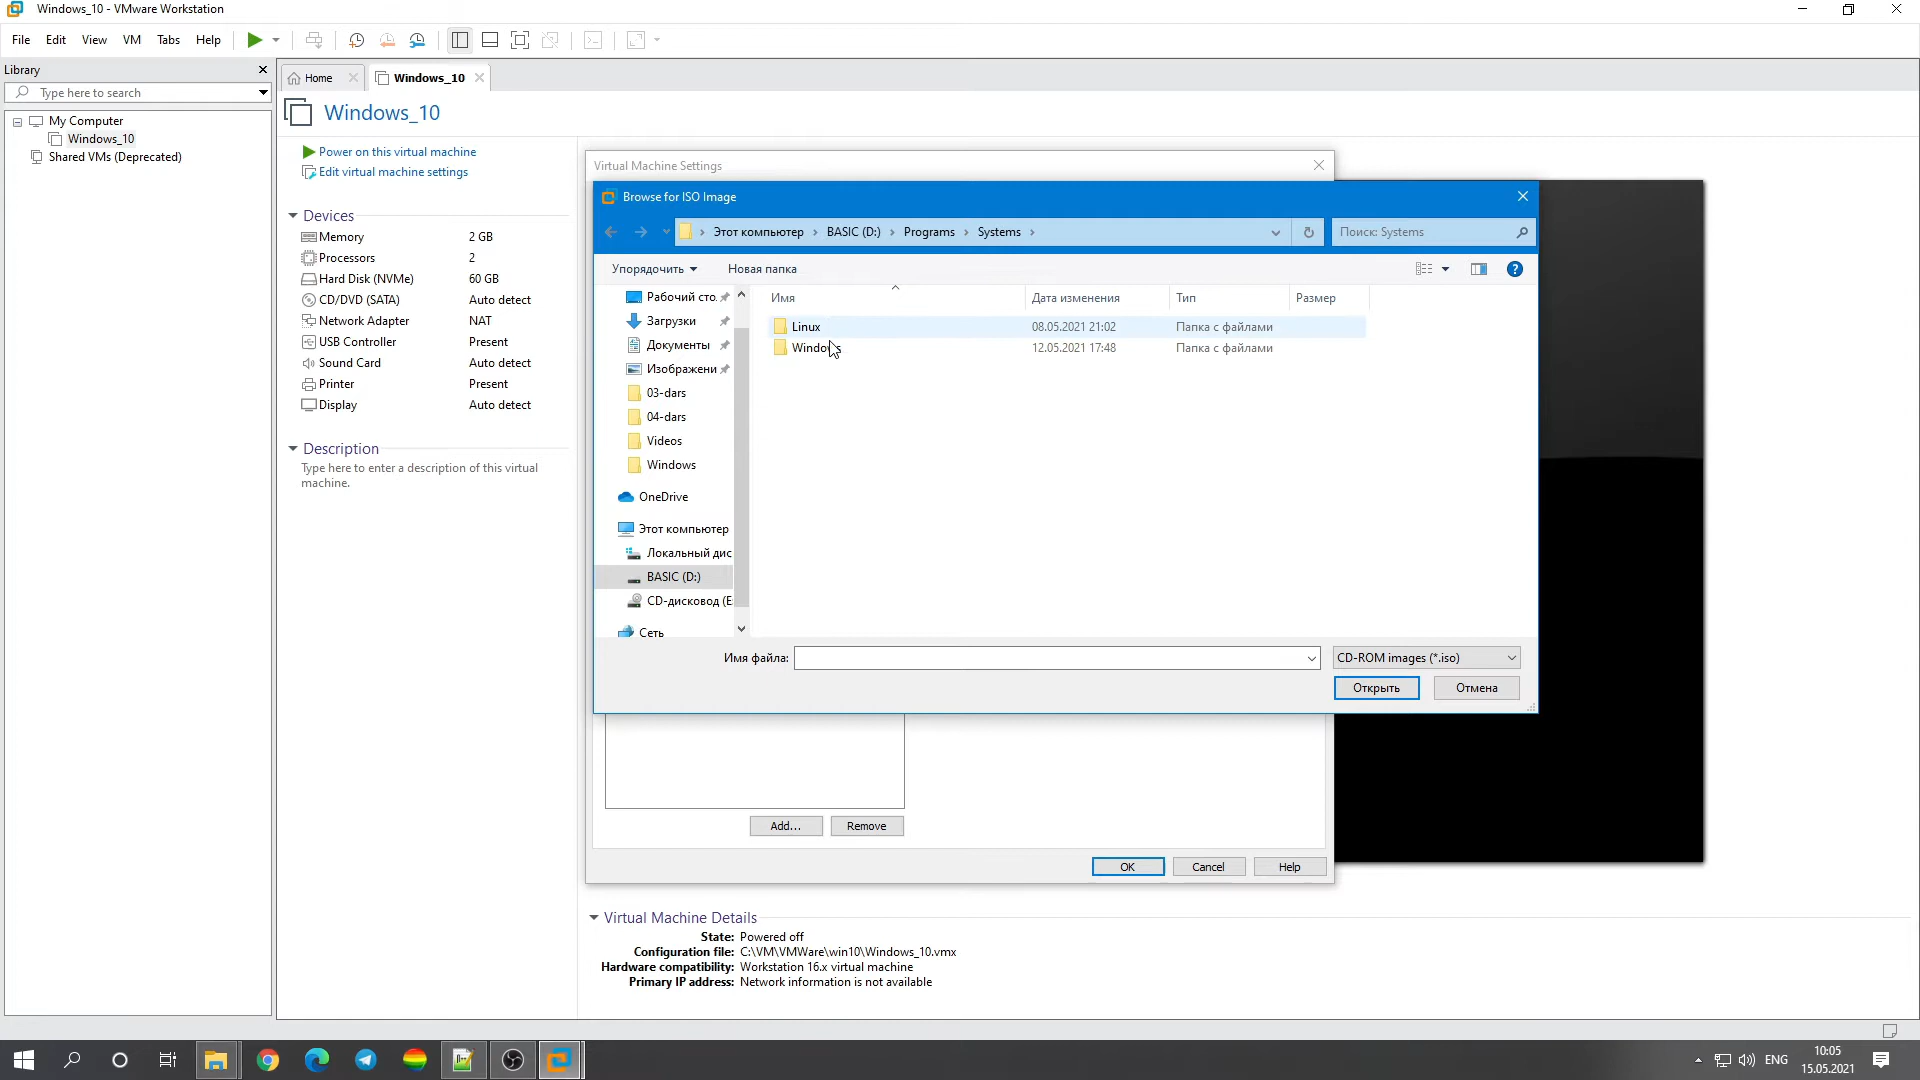 Windows_10 - VMware Workstation
File Edit View VM Tabs Help
Library
Type here to search
My Computer
Windows_10
Shared VMs (Deprecated)
Home
Windows_10
Windows_10
Power on this virtual machine
Edit virtual machine settings
Devices
Memory 2 GB
Processors 2
Hard Disk (NVMe) 60 GB
CD/DVD (SATA) Auto detect
Network Adapter NAT
USB Controller Present
Sound Card Auto detect
Printer Present
Display Auto detect
Description
Type here to enter a description of this virtual
machine.
Virtual Machine Settings
Browse for ISO Image
Этот компьютер › BASIC (D:) › Programs › Systems ›
Поиск: Systems
Упорядочить Новая папка
Рабочий сто.
Загрузки
Документы
Изображени
03-dars
04-dars
Videos
Windows
OneDrive
Этот компьютер
Локальный дис
BASIC (D:)
CD-дисковод (E
Сеть
Имя Дата изменения Тип Размер
Linux 08.05.2021 21:02 Папка с файлами
Windows 12.05.2021 17:48 Папка с файлами
Имя файла:
CD-ROM images (*.iso)
Открыть Отмена
Add... Remove
OK Cancel Help
Virtual Machine Details
State: Powered off
Configuration file: C:\VM\VMWare\win10\Windows_10.vmx
Hardware compatibility: Workstation 16.x virtual machine
Primary IP address: Network information is not available
ENG
10:05
15.05.2021